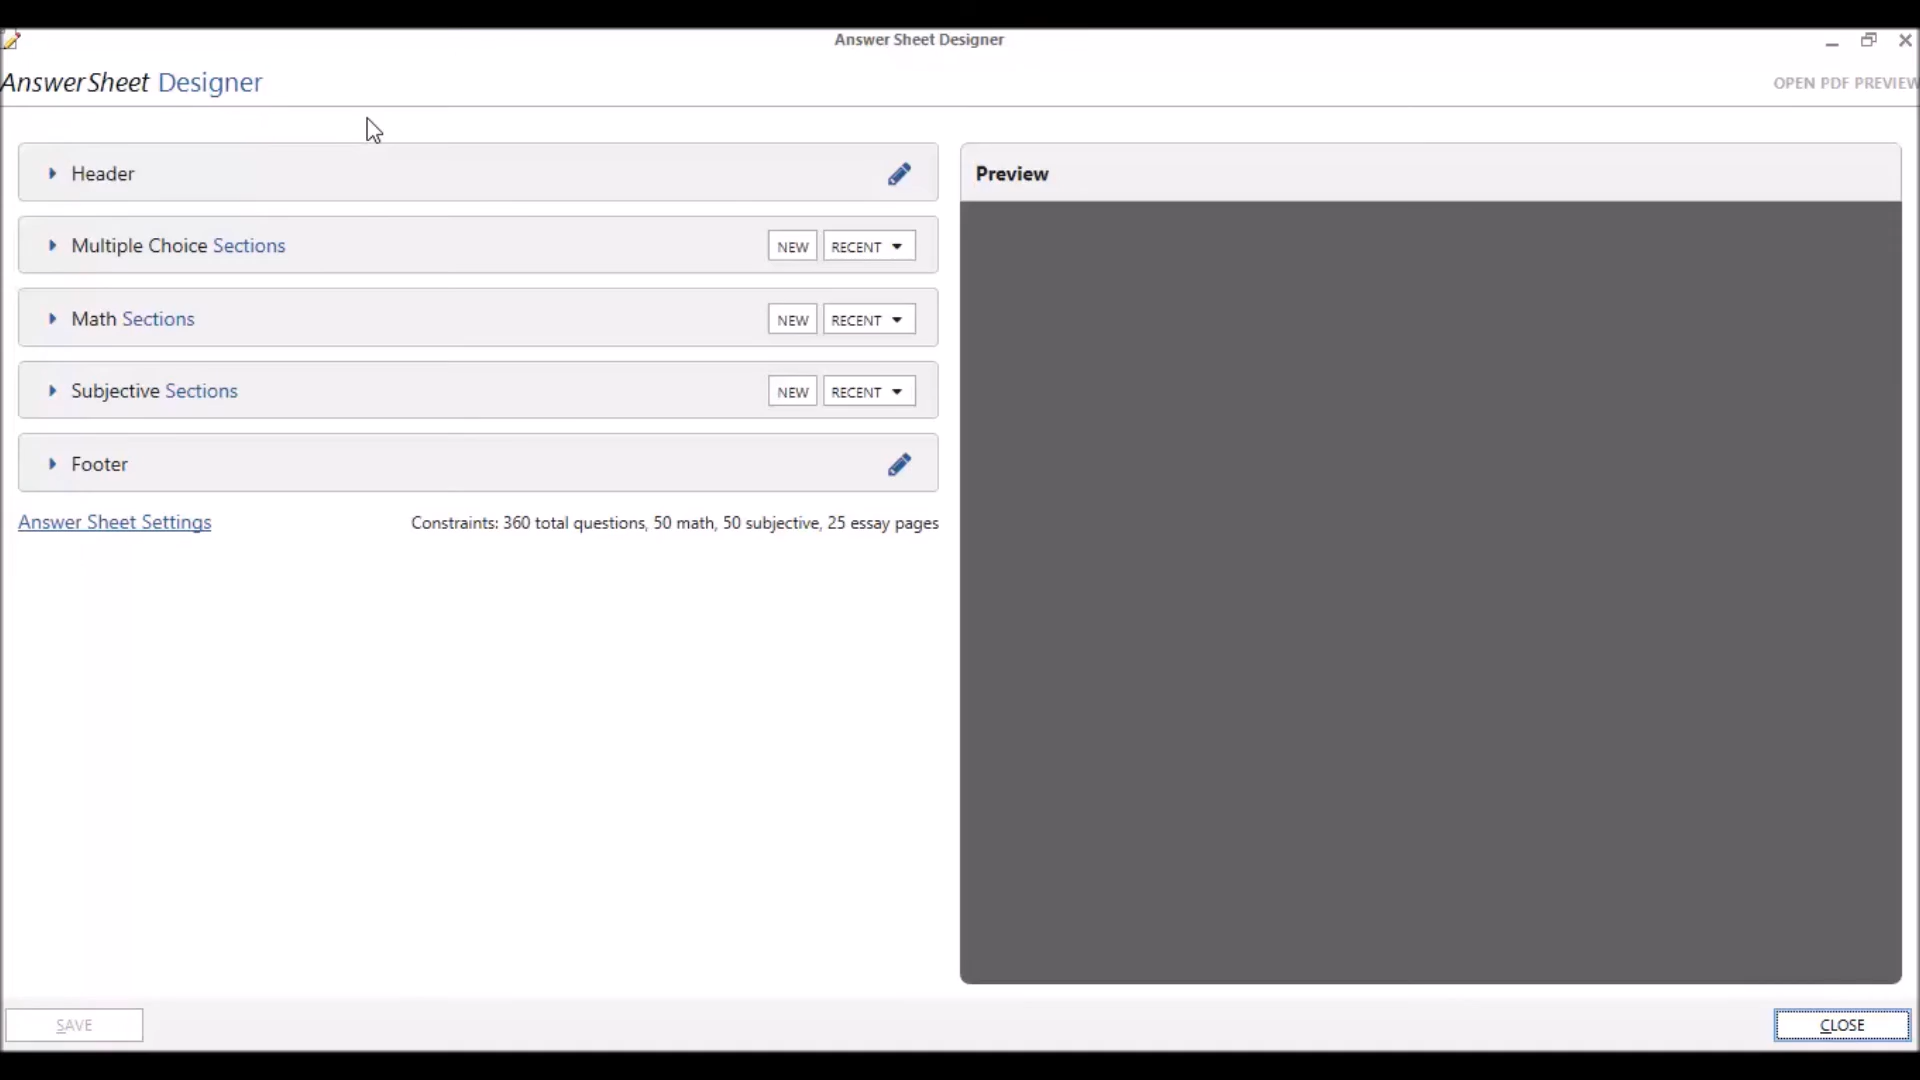 Answer Sheet Designer
AnswerSheet Designer
OPEN PDF PREVIEW
Header
Preview
Multiple Choice Sections
NEW
RECENT
Math Sections
NEW
RECENT
Subjective Sections
NEW
RECENT
Footer
Answer Sheet Settings
Constraints: 360 total questions, 50 math, 50 subjective, 25 essay pages
SAVE
CLOSE